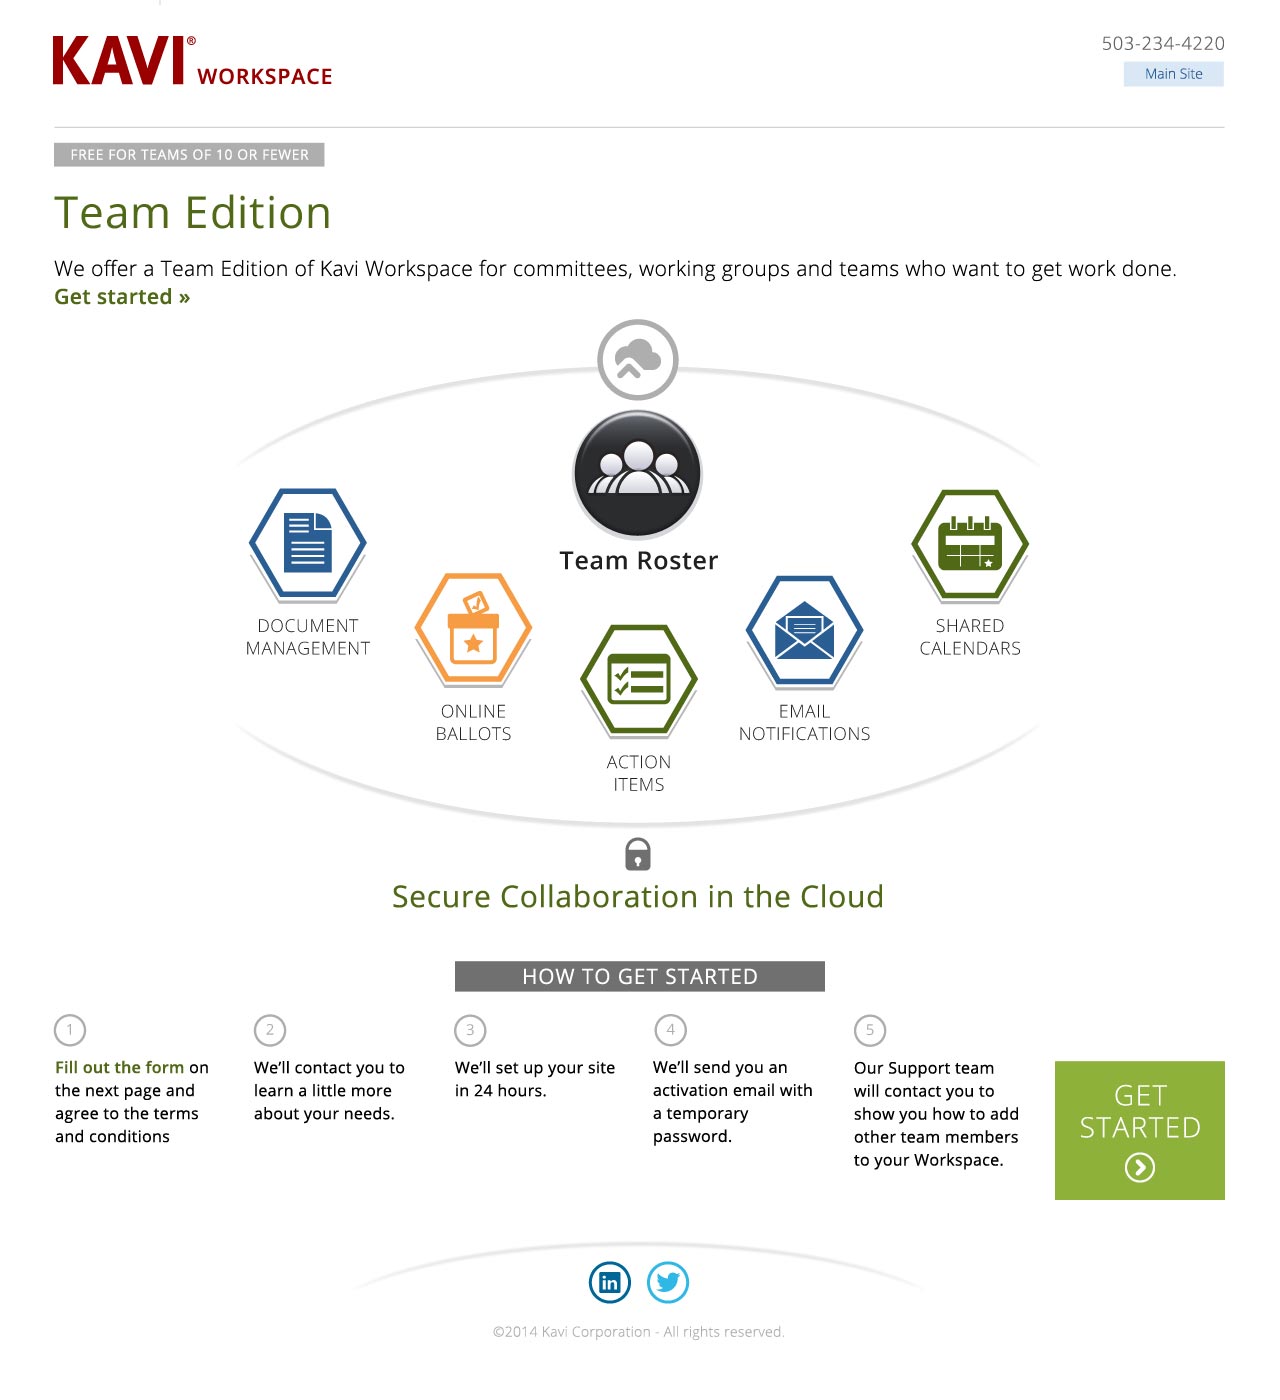 KAVI® WORKSPACE
503-234-4220
Main Site
FREE FOR TEAMS OF 10 OR FEWER
Team Edition
We offer a Team Edition of Kavi Workspace for committees, working groups and teams who want to get work done.
Get started »
Team Roster
DOCUMENT
MANAGEMENT
ONLINE
BALLOTS
ACTION
ITEMS
EMAIL
NOTIFICATIONS
SHARED
CALENDARS
Secure Collaboration in the Cloud
HOW TO GET STARTED
1
Fill out the form on
the next page and
agree to the terms
and conditions
2
We’ll contact you to
learn a little more
about your needs.
3
We’ll set up your site
in 24 hours.
4
We’ll send you an
activation email with
a temporary
password.
5
Our Support team
will contact you to
show you how to add
other team members
to your Workspace.
GET
STARTED
in
©2014 Kavi Corporation - All rights reserved.